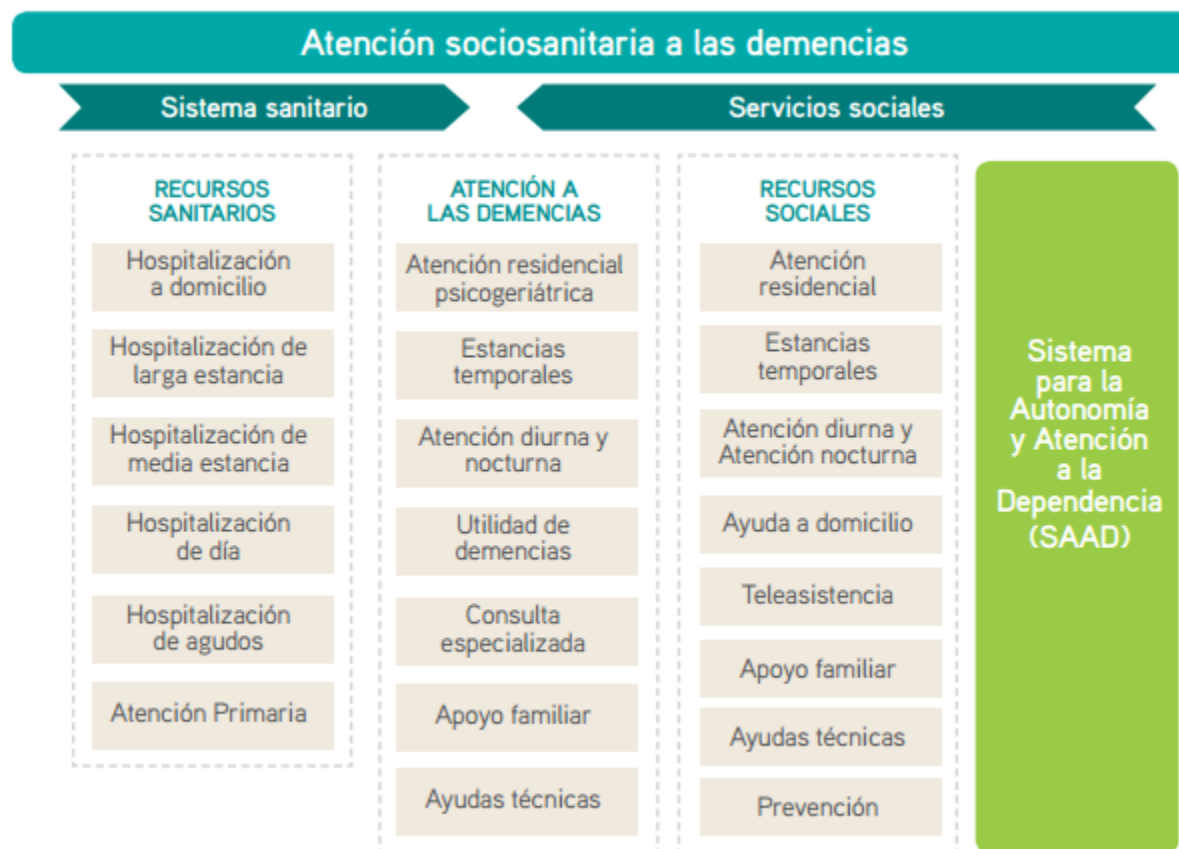 Atención sociosanitaria a las demencias
Sistema sanitario
Servicios sociales
RECURSOS
SANITARIOS
Hospitalización
a domicilio
Hospitalización de
larga estancia
Hospitalización de
media estancia
Hospitalización
de día
Hospitalización
de agudos
Atención Primaria
ATENCIÓN A
LAS DEMENCIAS
Atención residencial
psicogeriátrica
Estancias
temporales
Atención diurna y
nocturna
Utilidad de
demencias
Consulta
especializada
Apoyo familiar
Ayudas técnicas
RECURSOS
SOCIALES
Atención
residencial
Estancias
temporales
Atención diurna y
Atención nocturna
Ayuda a domicilio
Teleasistencia
Apoyo familiar
Ayudas técnicas
Prevención
Sistema
para la
Autonomía
y Atención
a la
Dependencia
(SAAD)